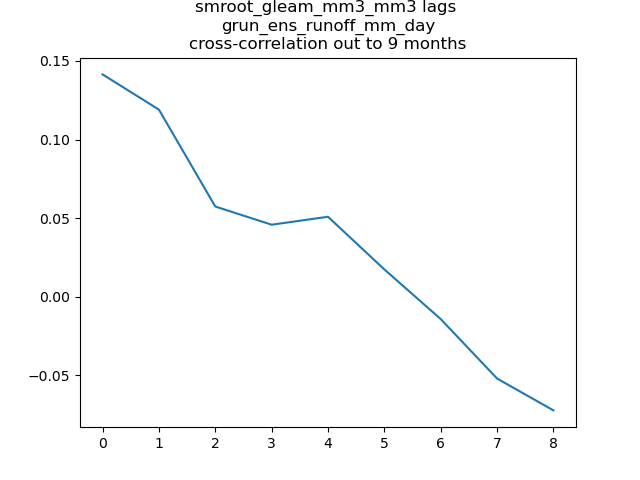 smroot_gleam_mm3_mm3 lags
grun_ens_runoff_mm_day
cross-correlation out to 9 months
0.15
0.10
0.05
0.00
−0.05
0 1 2 3 4 5 6 7 8